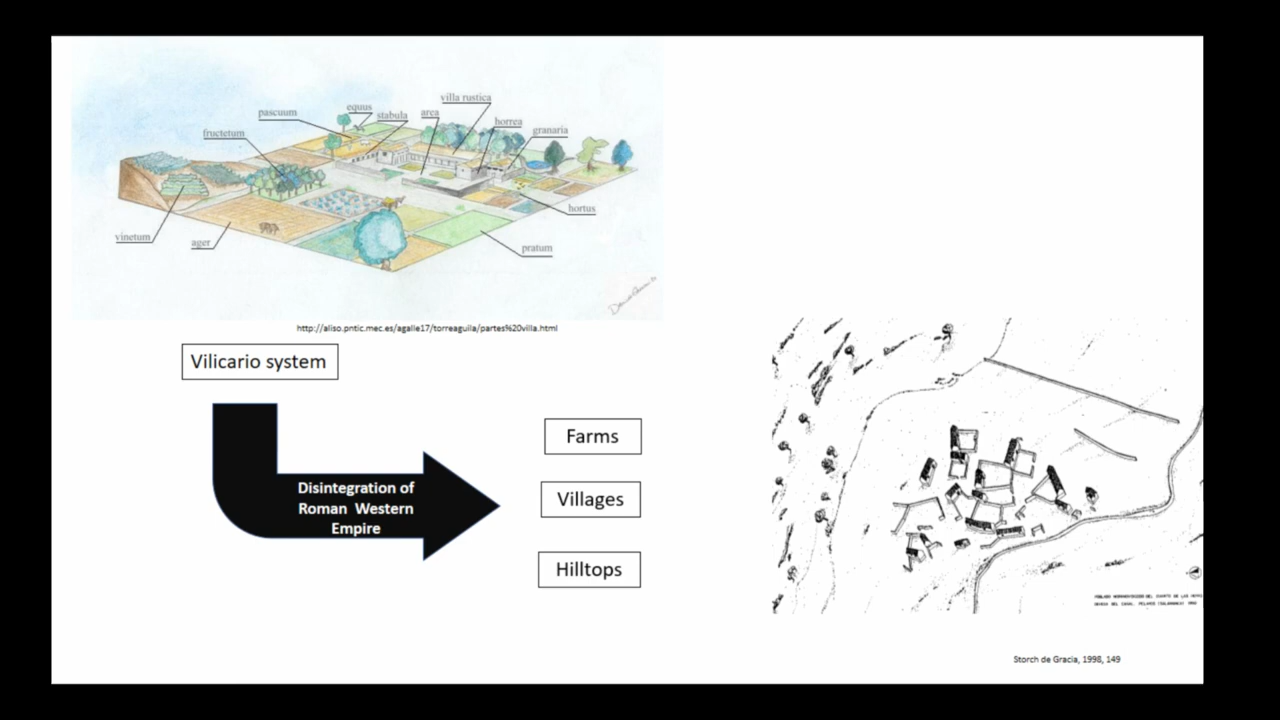 villa rustica
equus
pascuum
stabula
area
horrea
fructetum
granaria
hortus
vinetum
ager
pratum
http://aliso.pntic.mec.es/agalle17/torreaguila/partes%20villa.html
Vilicario system
Farms
Disintegration of
Roman Western
Empire
Villages
Hilltops
Storch de Gracia, 1998, 149